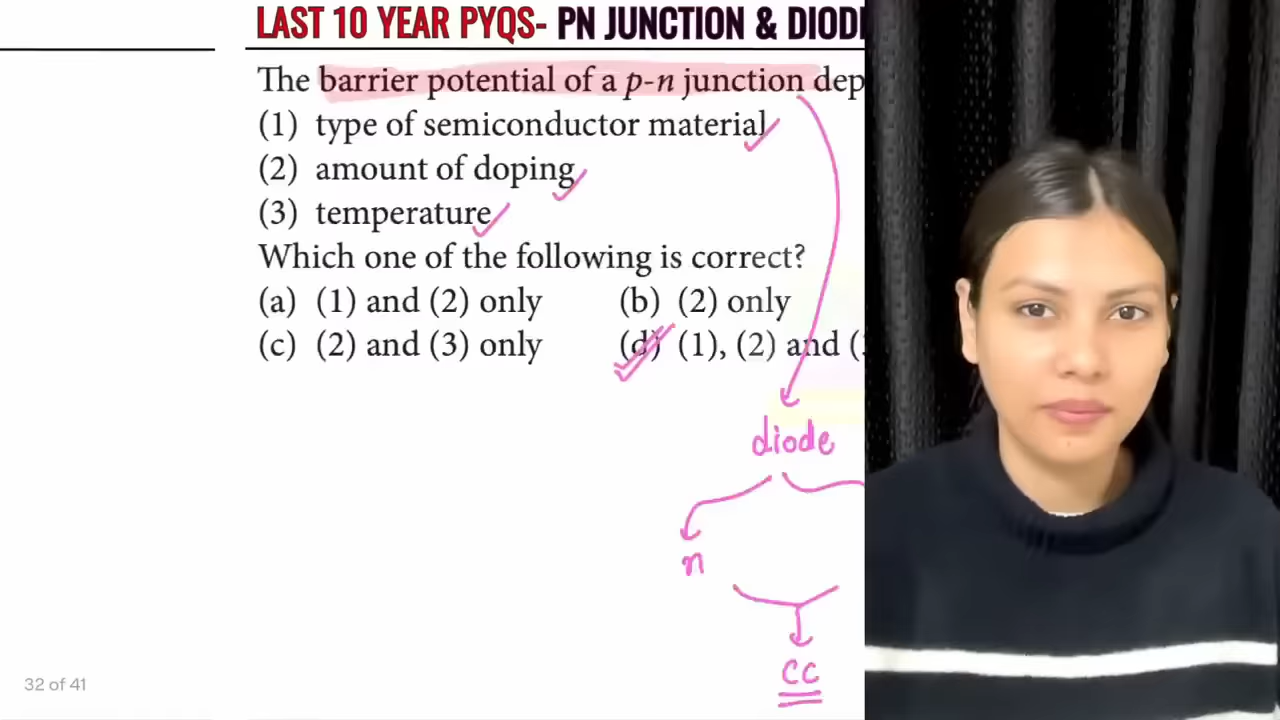 LAST 10 YEAR PYQS- PN JUNCTION & DIODE
The barrier potential of a p-n junction dep
(1) type of semiconductor material
(2) amount of doping
(3) temperature
Which one of the following is correct?
(a) (1) and (2) only (b) (2) only
(c) (2) and (3) only (d) (1), (2) and (
diode
n
CC
32 of 41